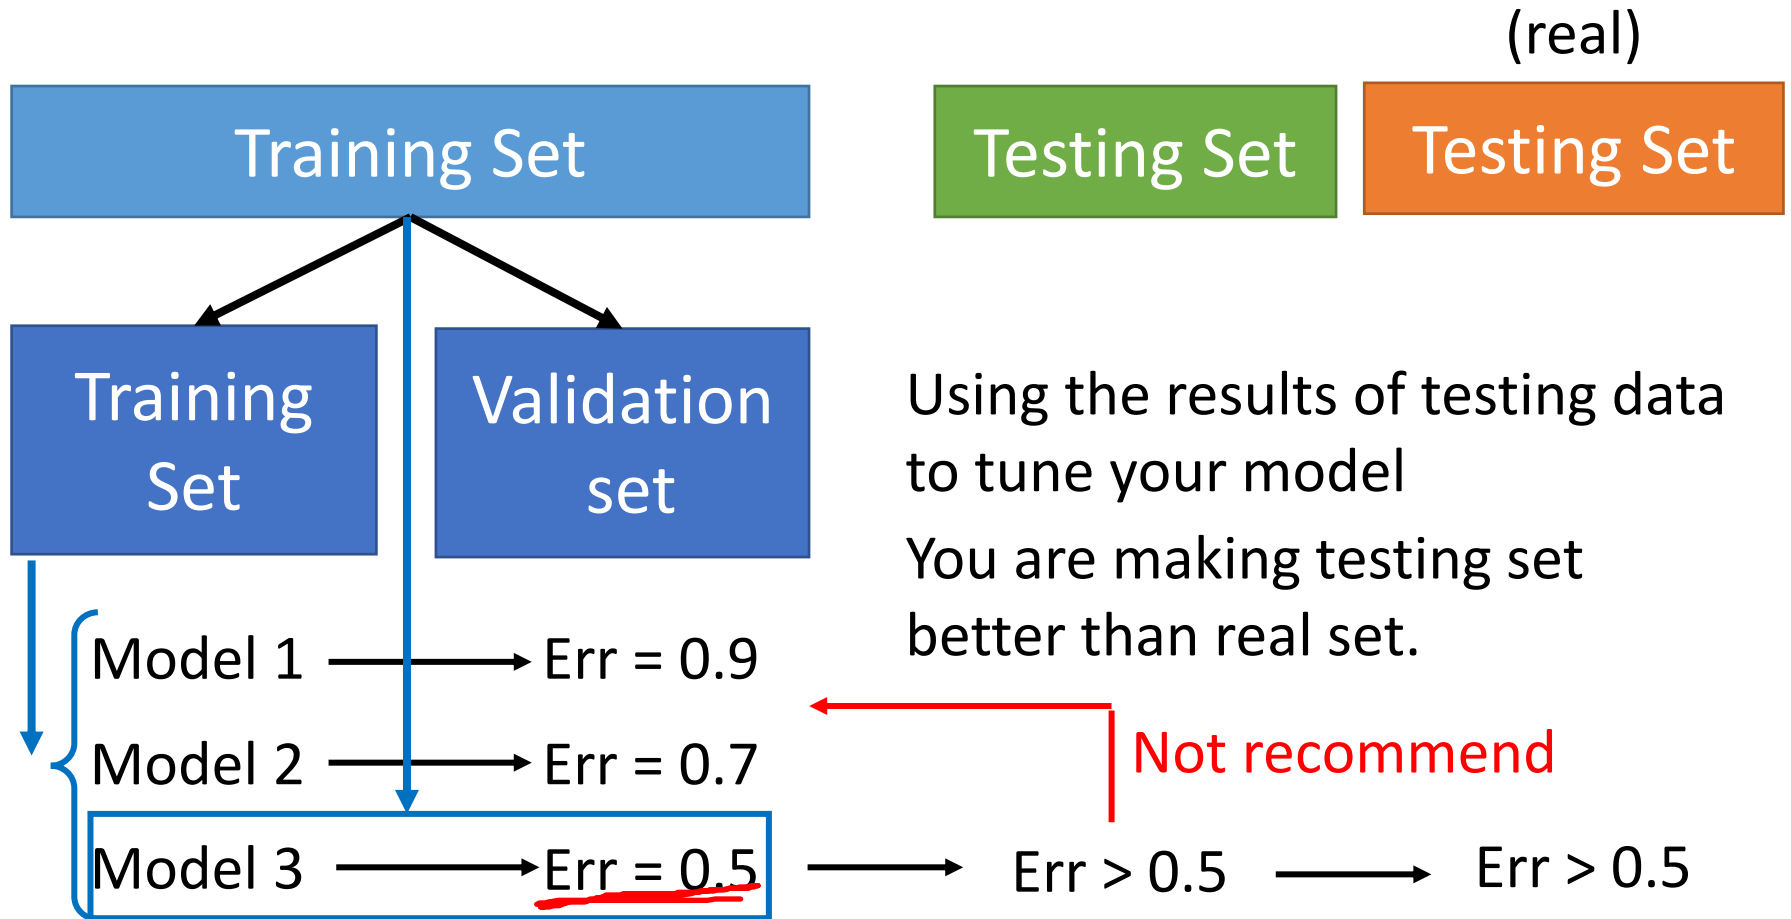 (real)
Training Set
Testing Set
Testing Set
Training
Set
Validation
set
Using the results of testing data
to tune your model
You are making testing set
better than real set.
Model 1
Err = 0.9
Model 2
Err = 0.7
Not recommend
Model 3
Err = 0.5
Err > 0.5
Err > 0.5